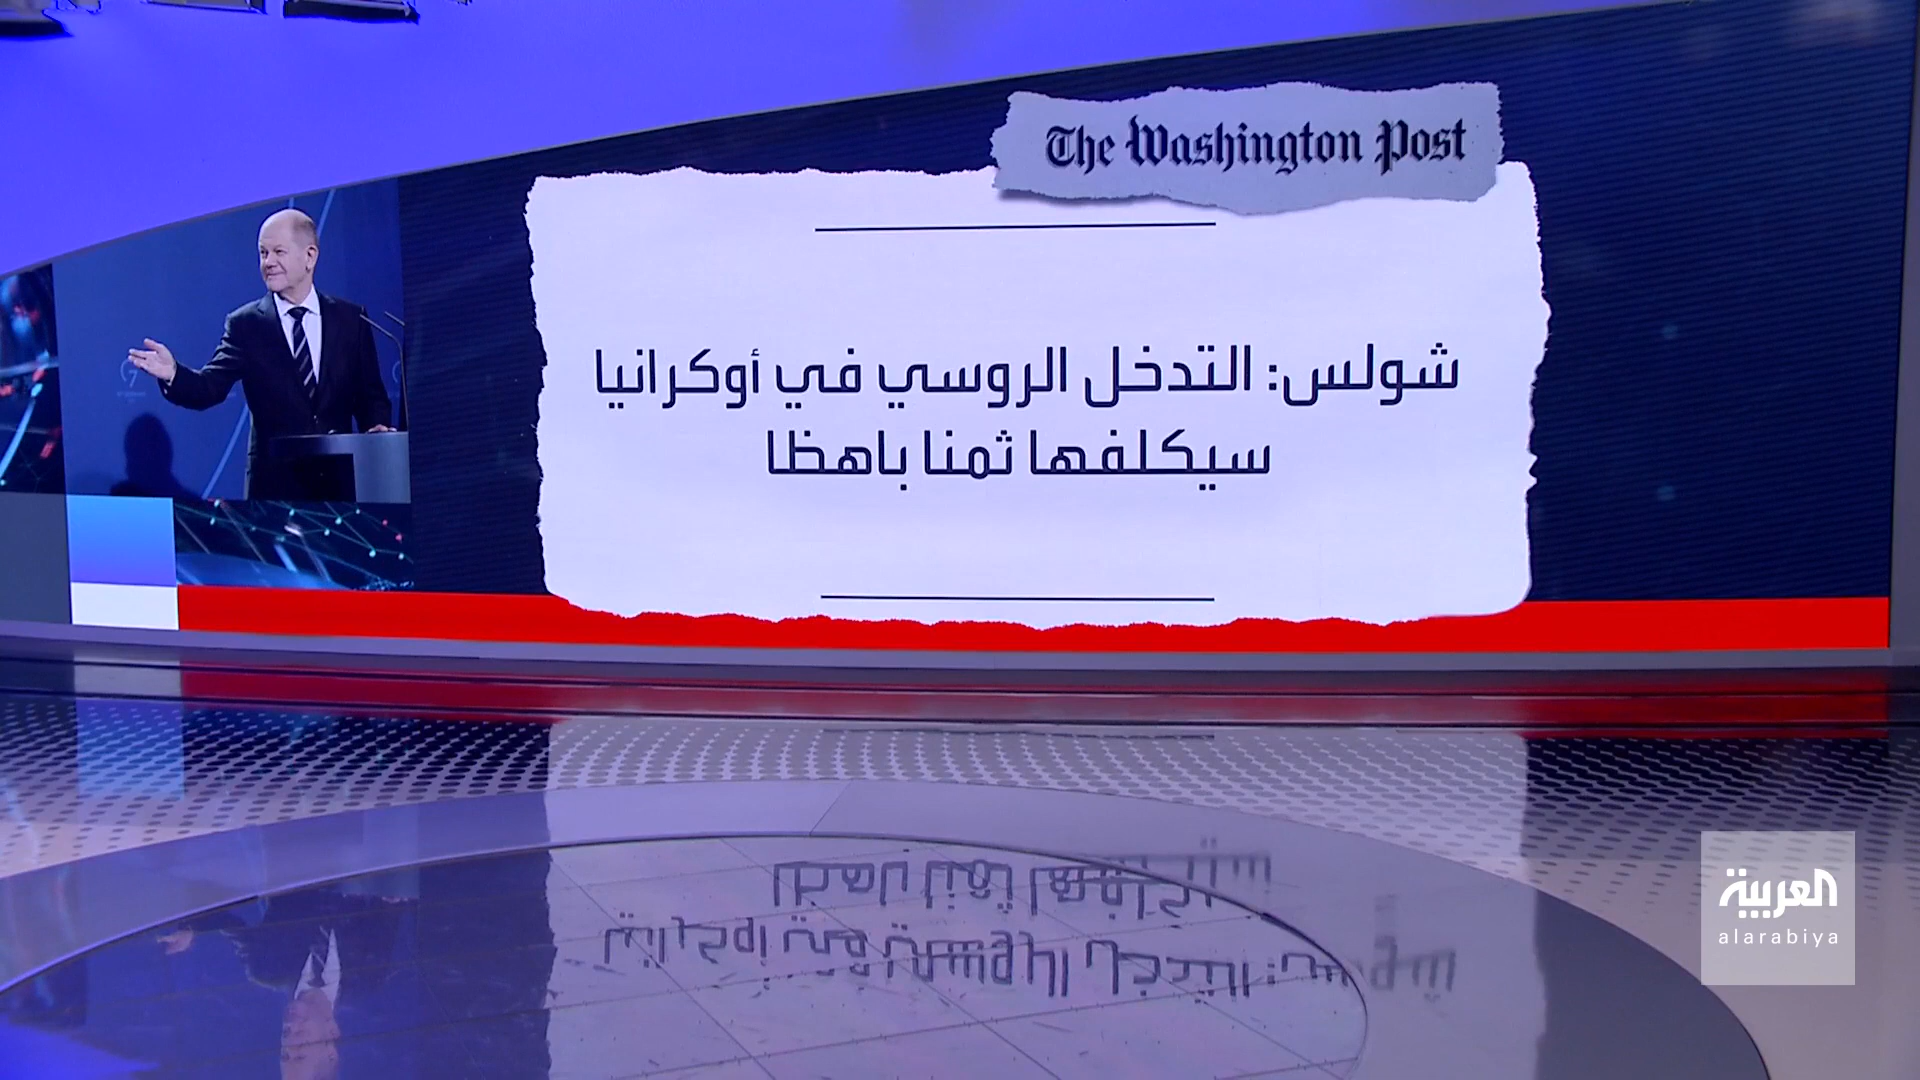 The Washington Post
شولس: التدخل الروسي في أوكرانيا
سيكلفها ثمنا باهظا
العربية
alarabiya